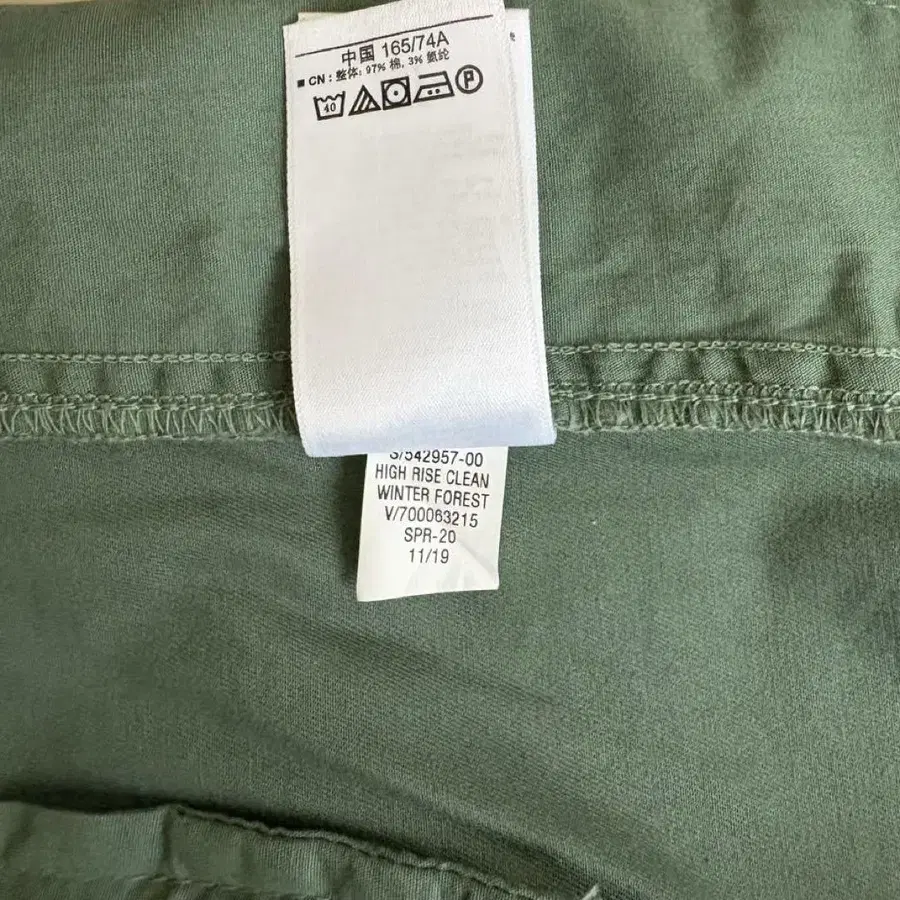 中国 165/74A
■ CN : 整体: 97% 棉, 3% 氨纶
40 P
S/542957-00
HIGH RISE CLEAN
WINTER FOREST
V/700063215
SPR-20
11/19